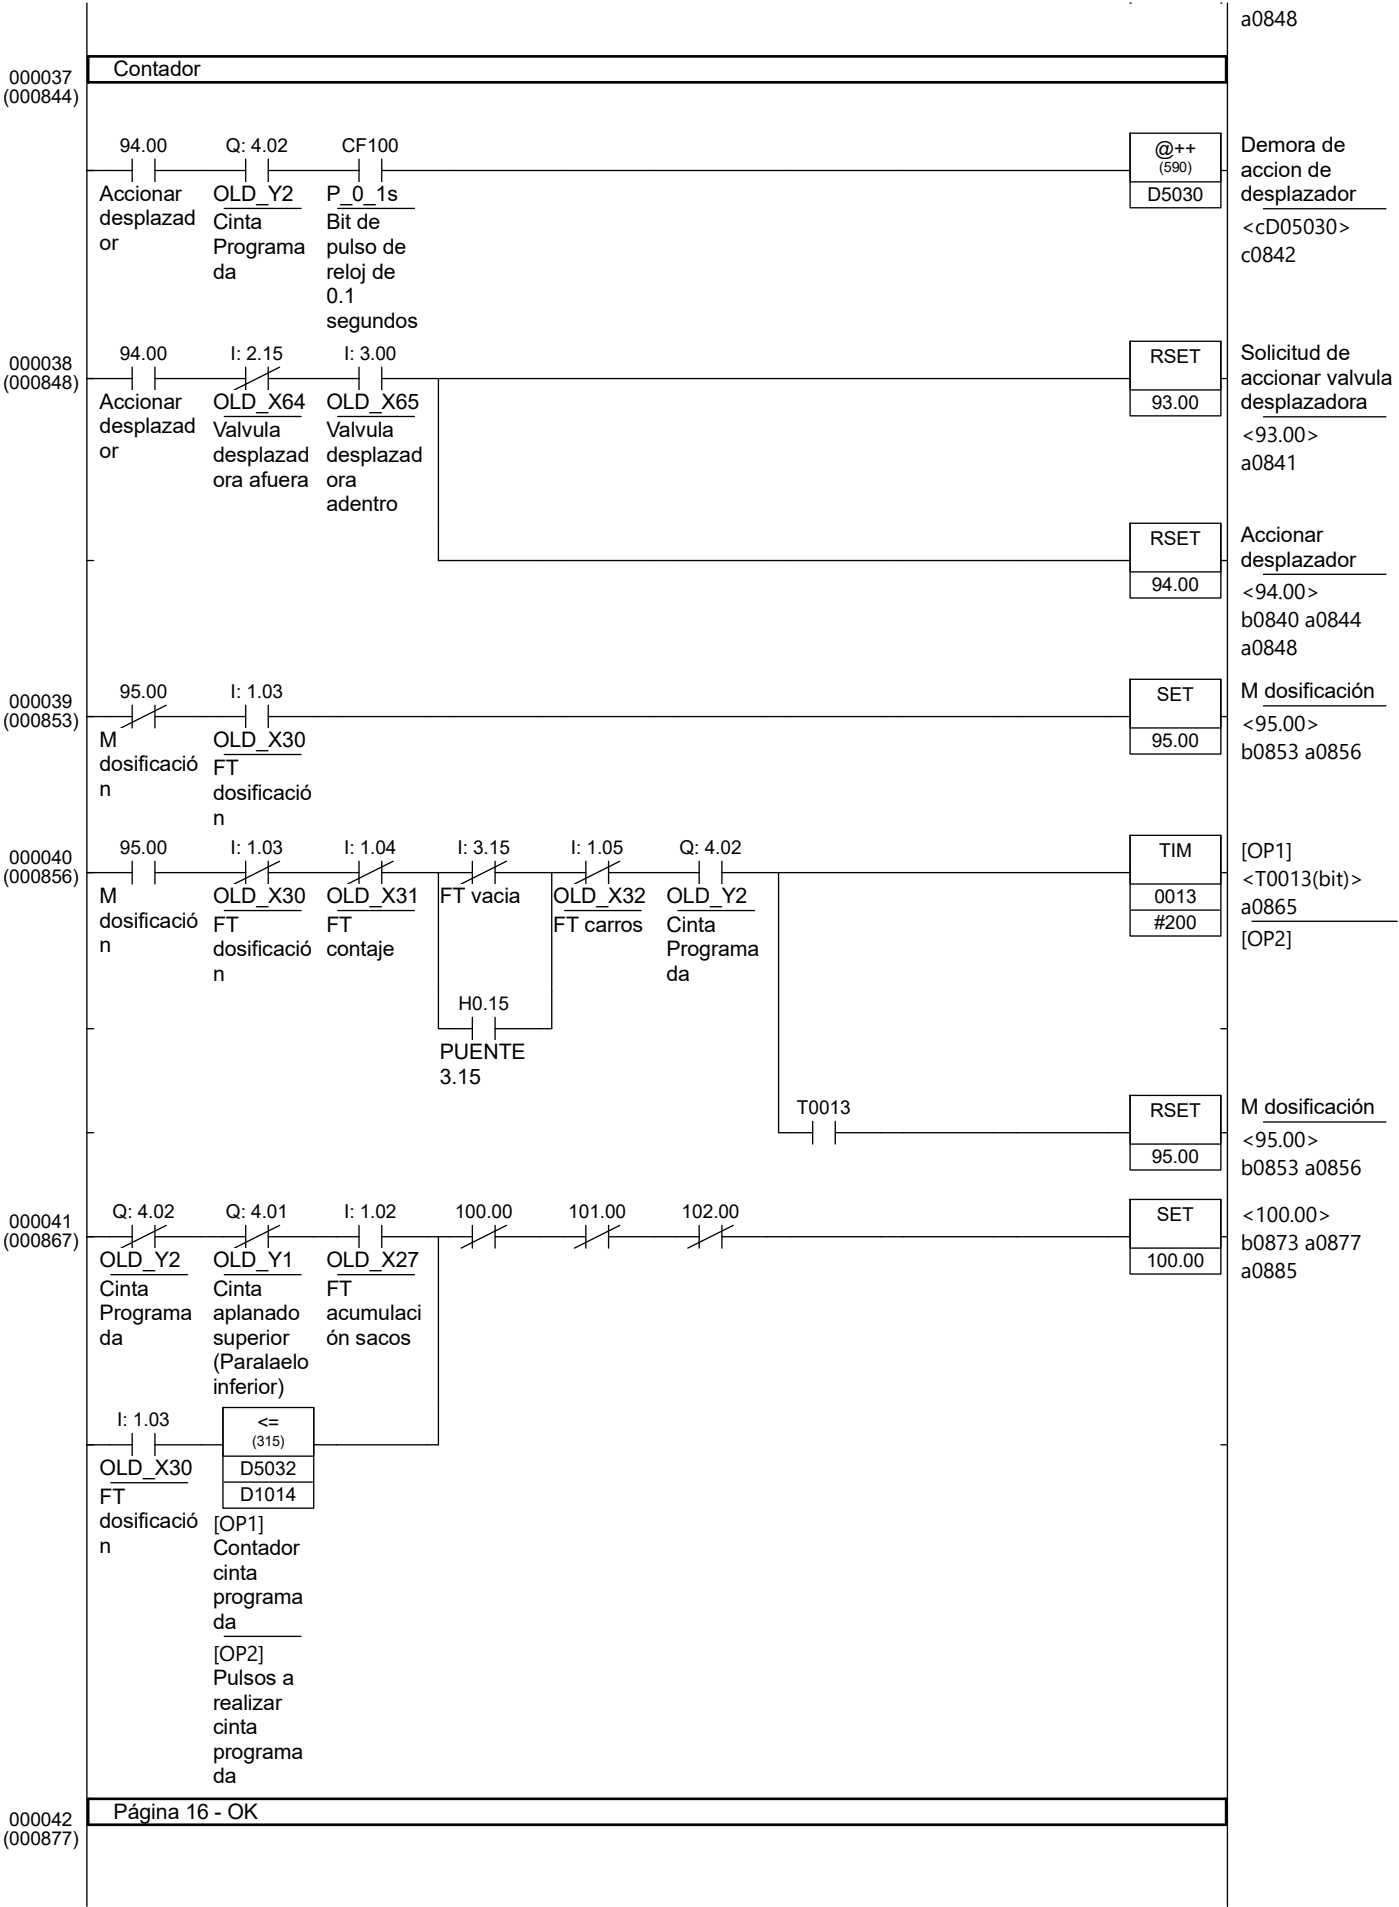 a0848
000037
(000844)
Contador
94.00 Q: 4.02 CF100
Accionar
desplazad
or
OLD_Y2
Cinta
Programa
da
P_0_1s
Bit de
pulso de
reloj de
0.1
segundos
@++
(590)
D5030
Demora de
accion de
desplazador
<cD05030>
c0842
000038
(000848)
94.00 I: 2.15 I: 3.00
Accionar
desplazad
or
OLD_X64
Valvula
desplazad
ora afuera
OLD_X65
Valvula
desplazad
ora
adentro
RSET
93.00
Solicitud de
accionar valvula
desplazadora
<93.00>
a0841
RSET
94.00
Accionar
desplazador
<94.00>
b0840 a0844
a0848
000039
(000853)
95.00 I: 1.03
M
dosificació
n
OLD_X30
FT
dosificació
n
SET
95.00
M dosificación
<95.00>
b0853 a0856
000040
(000856)
95.00 I: 1.03 I: 1.04 I: 3.15 I: 1.05 Q: 4.02
M
dosificació
n
OLD_X30
FT
dosificació
n
OLD_X31
FT
contaje
FT vacia
OLD_X32
FT carros
OLD_Y2
Cinta
Programa
da
TIM
0013
#200
[OP1]
<T0013(bit)>
a0865
[OP2]
H0.15
PUENTE
3.15
T0013
RSET
95.00
M dosificación
<95.00>
b0853 a0856
000041
(000867)
Q: 4.02 Q: 4.01 I: 1.02 100.00 101.00 102.00
OLD_Y2
Cinta
Programa
da
OLD_Y1
Cinta
aplanado
superior
(Paralaelo
inferior)
OLD_X27
FT
acumulaci
ón sacos
SET
100.00
<100.00>
b0873 a0877
a0885
I: 1.03
OLD_X30
FT
dosificació
n
<=
(315)
D5032
D1014
[OP1]
Contador
cinta
programa
da
[OP2]
Pulsos a
realizar
cinta
programa
da
000042
(000877)
Página 16 - OK